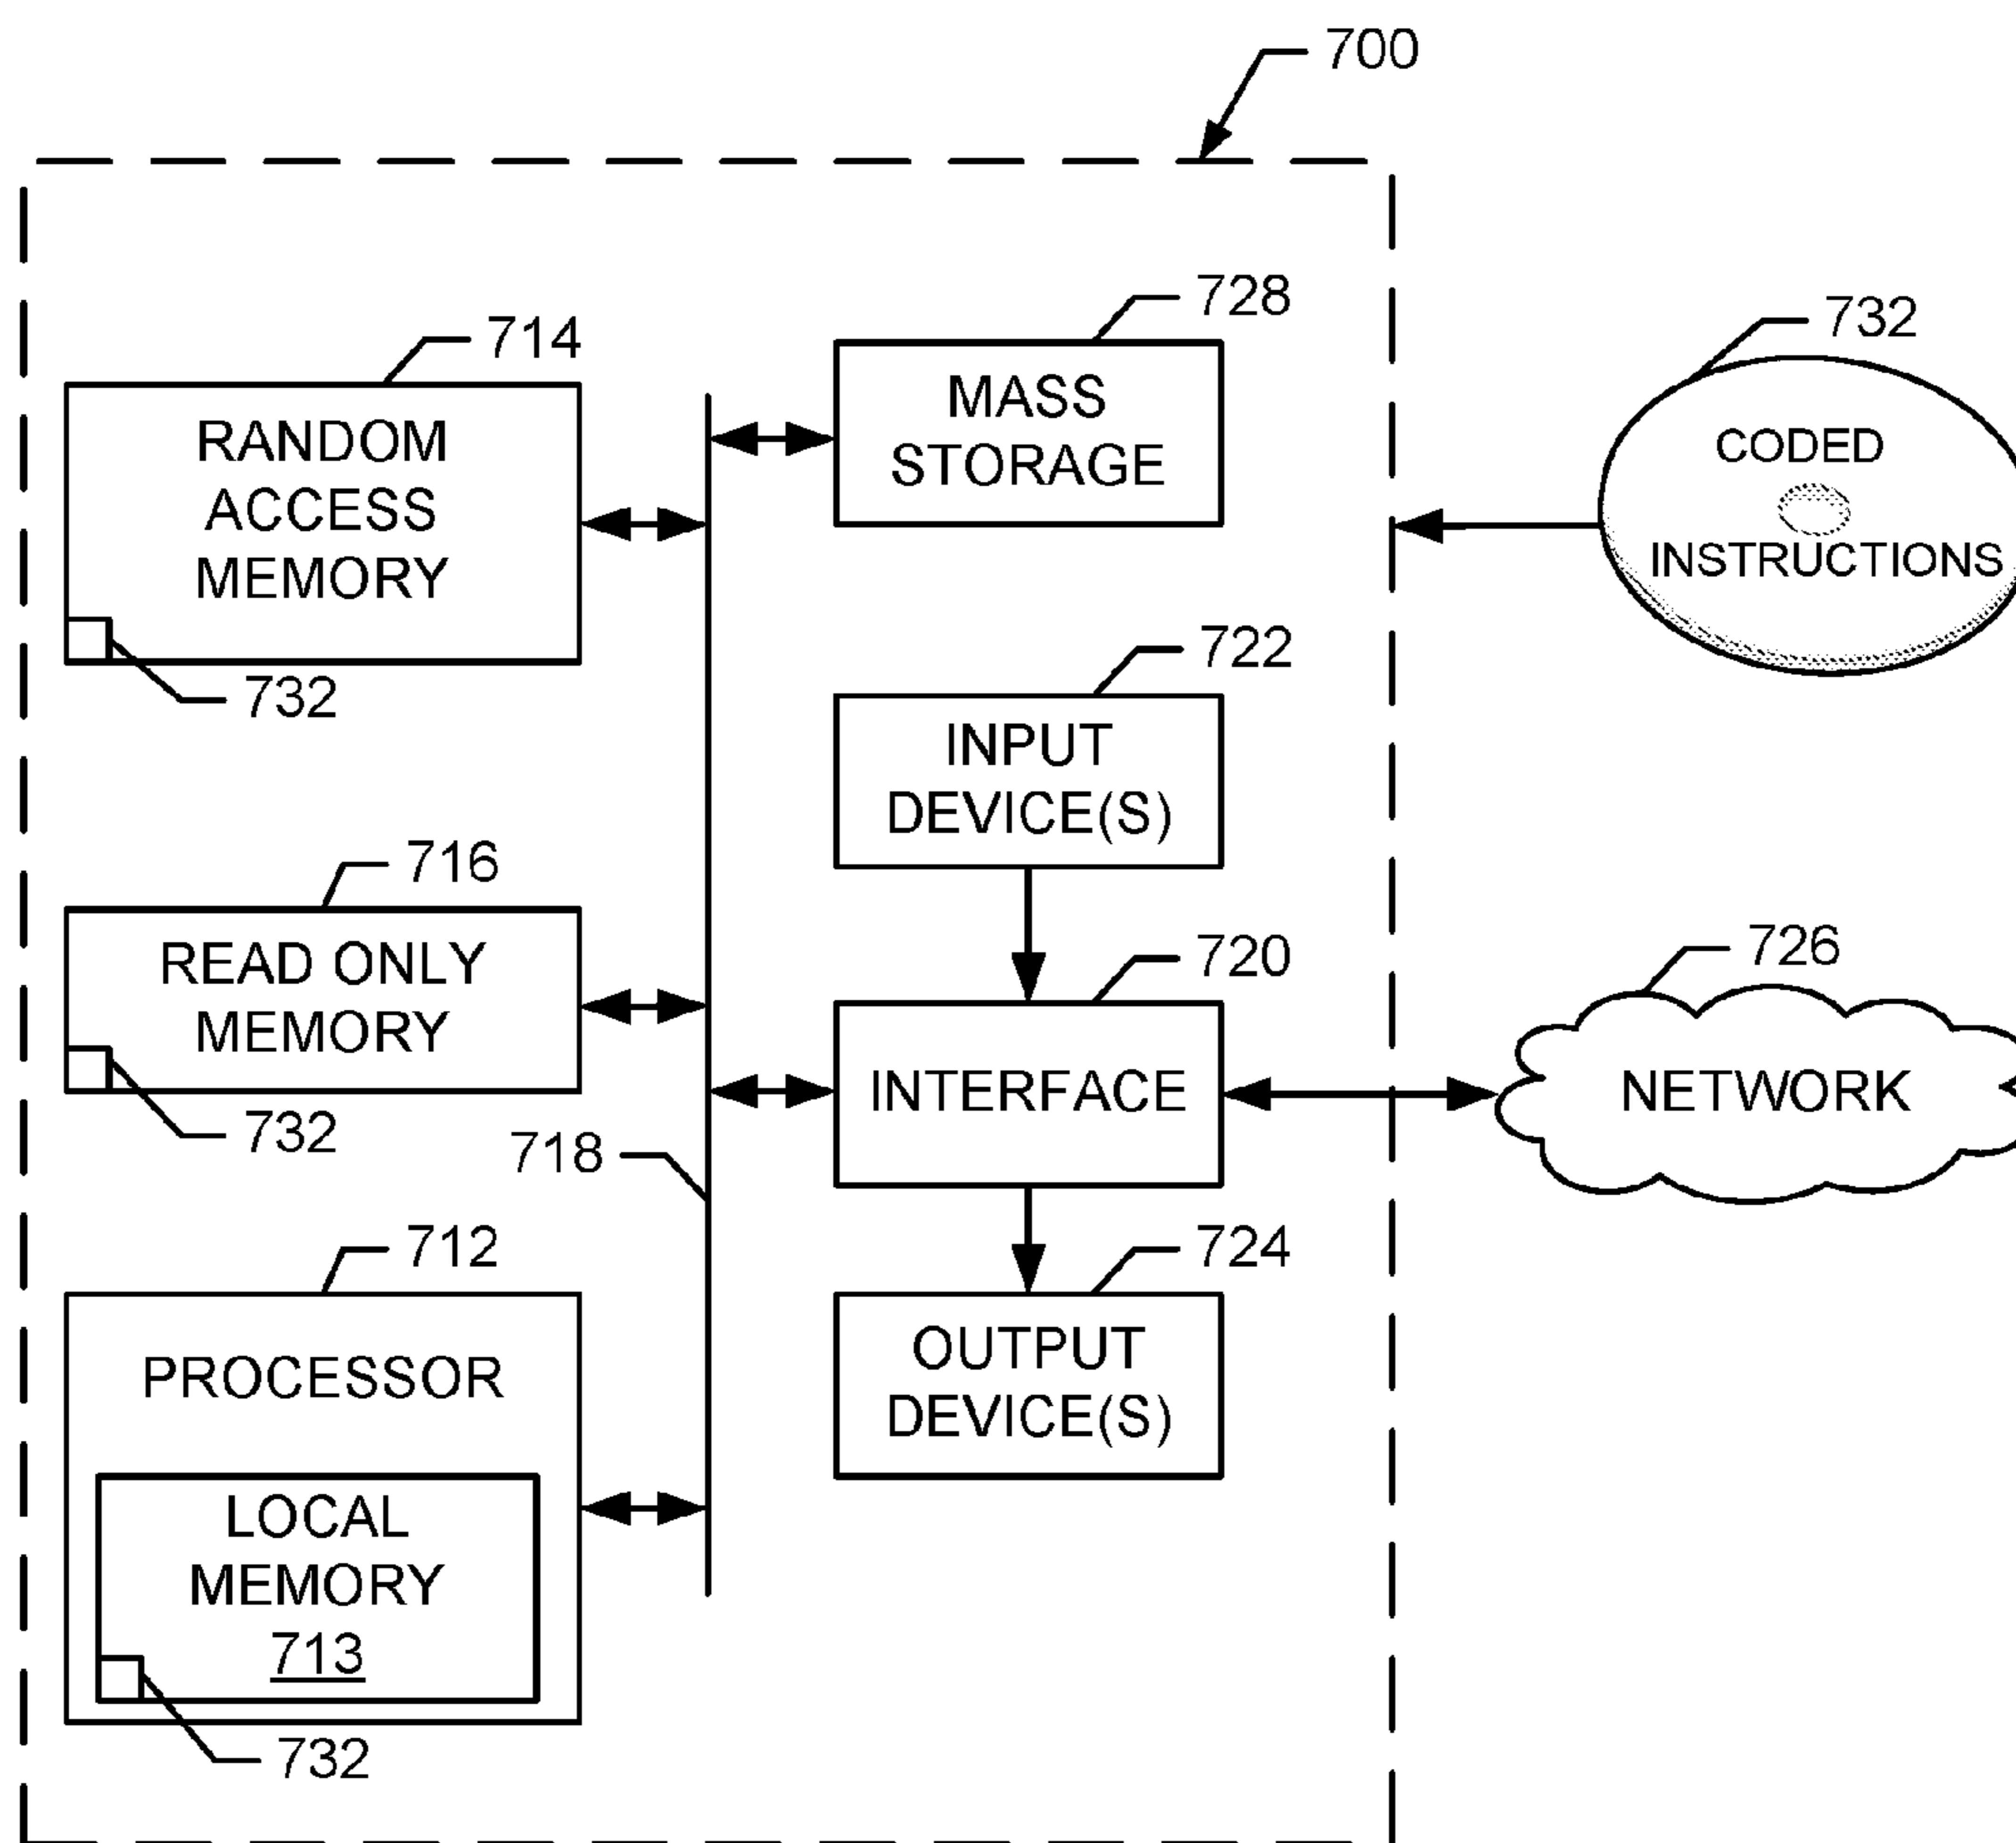 700
728
MASS
STORAGE
714
RANDOM
ACCESS
MEMORY
732
732
CODED
INSTRUCTIONS
722
INPUT
DEVICE(S)
716
READ ONLY
MEMORY
732
720
INTERFACE
726
NETWORK
718
712
PROCESSOR
LOCAL
MEMORY
713
732
724
OUTPUT
DEVICE(S)